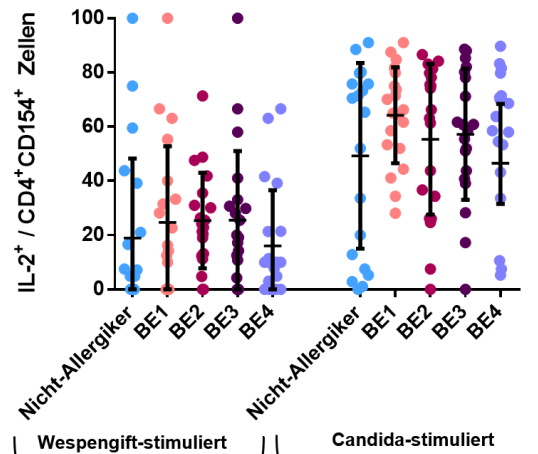 IL-2⁺ / CD4⁺CD154⁺ Zellen
100
80
60
40
20
0
Nicht-Allergiker
BE1
BE2
BE3
BE4
Nicht-Allergiker
BE1
BE2
BE3
BE4
Wespengift-stimuliert
Candida-stimuliert